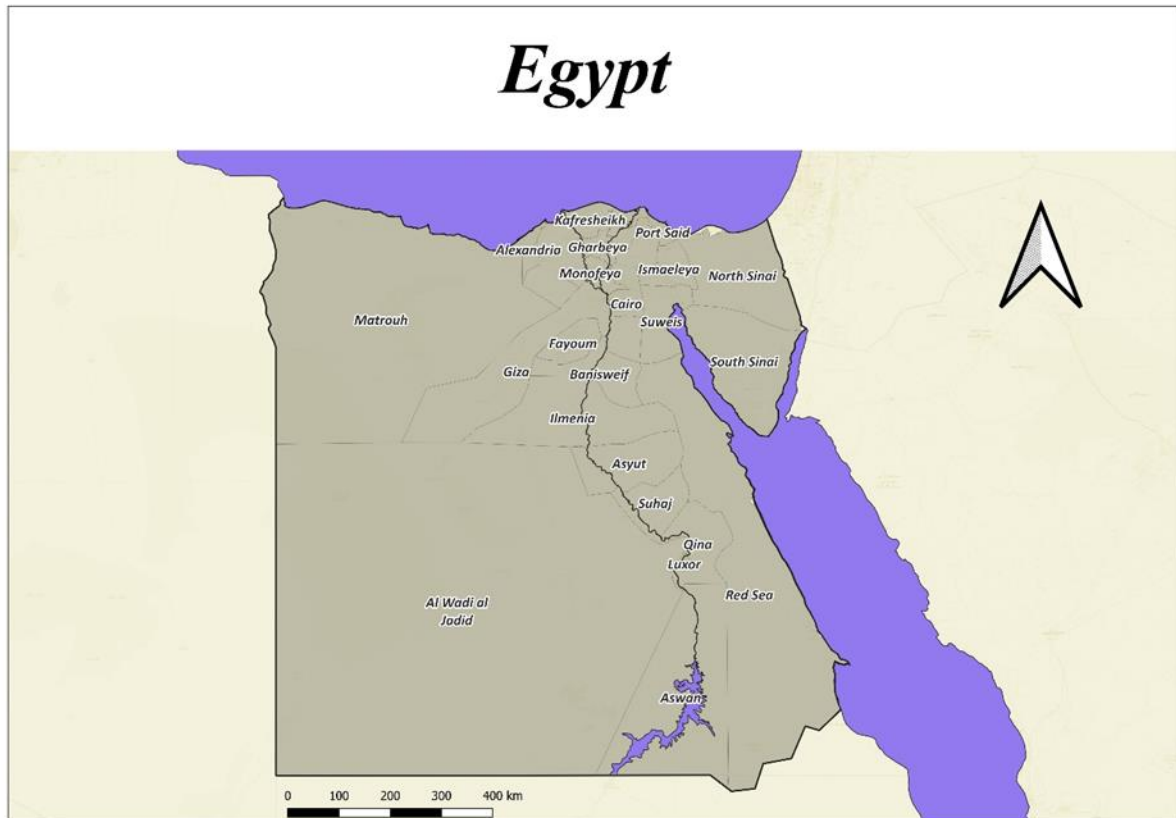 Egypt
Kafresheikh
Port Said
Alexandria
Gharbeya
Monofeya
Ismaeleya
North Sinai
Cairo
Matrouh
Suweis
Fayoum
South Sinai
Giza
Banisweif
Ilmenia
Asyut
Suhaj
Qina
Luxor
Red Sea
Al Wadi al
Jadid
Aswan
0 100 200 300 400 km